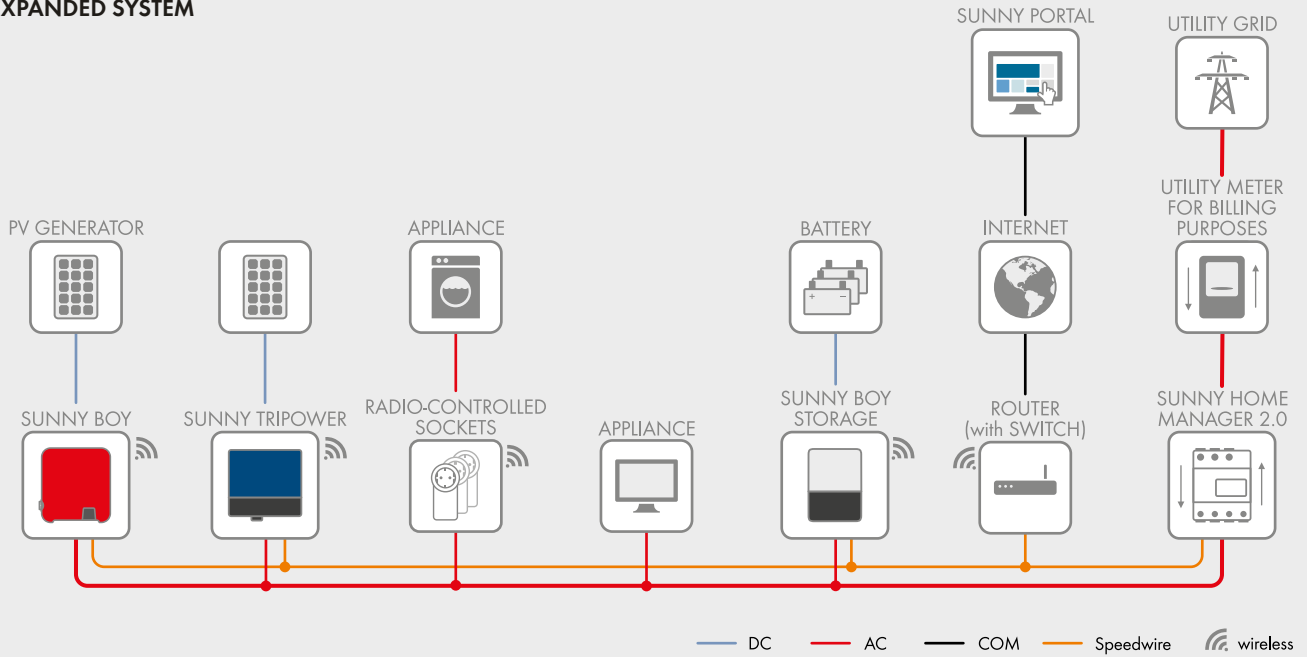 XPANDED SYSTEM
SUNNY PORTAL
UTILITY GRID
UTILITY METER
FOR BILLING
PURPOSES
PV GENERATOR
APPLIANCE
BATTERY
INTERNET
SUNNY BOY
SUNNY TRIPOWER
RADIO-CONTROLLED
SOCKETS
APPLIANCE
SUNNY BOY
STORAGE
ROUTER
(with SWITCH)
SUNNY HOME
MANAGER 2.0
+ −
DC
AC
COM
Speedwire
wireless